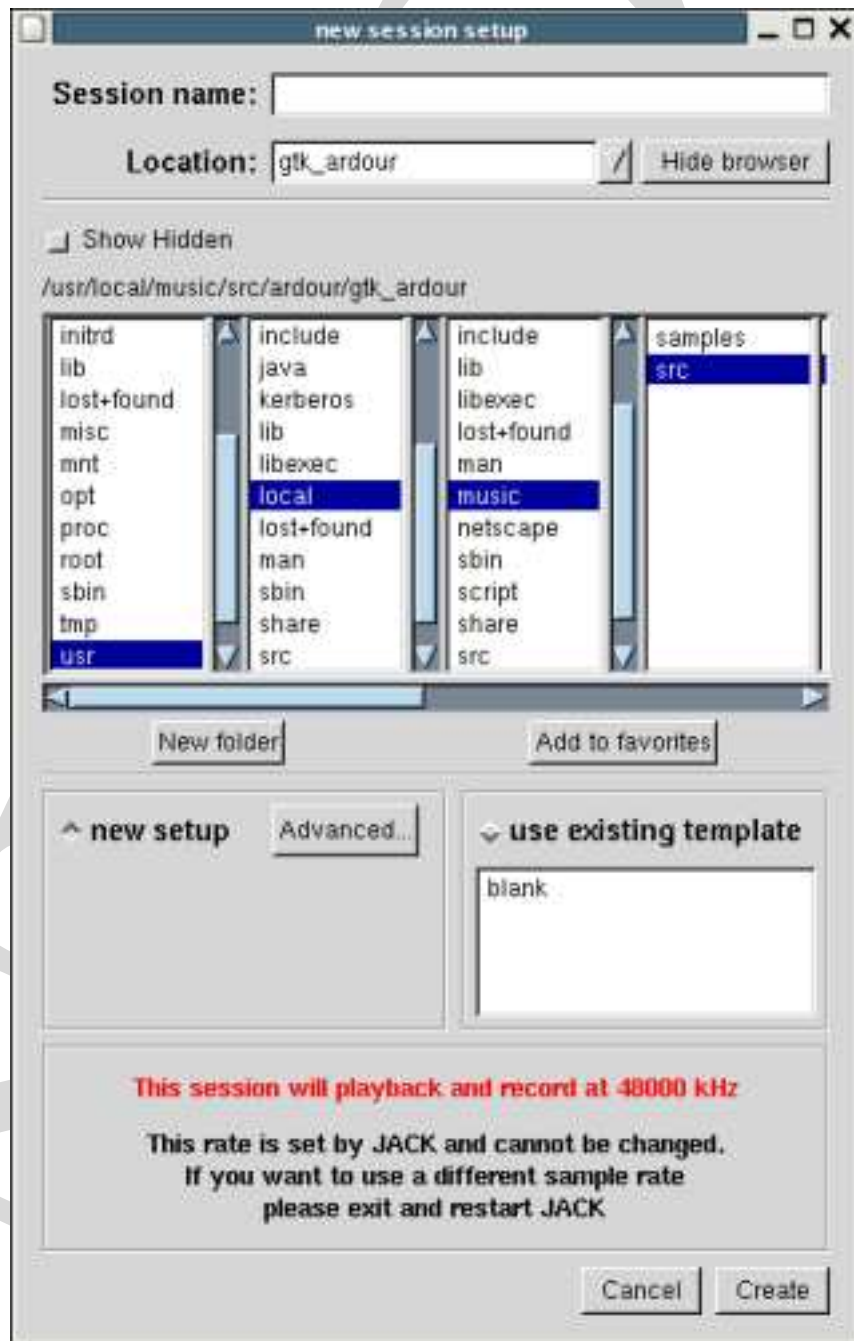 new session setup
Session name:
Location: gtk_ardour / Hide browser
Show Hidden
/usr/local/music/src/ardour/gtk_ardour
initrd
lib
lost+found
misc
mnt
opt
proc
root
sbin
tmp
usr
include
java
kerberos
lib
libexec
local
lost+found
man
sbin
share
src
include
lib
libexec
lost+found
man
music
netscape
sbin
script
share
src
samples
src
New folder Add to favorites
new setup Advanced...
use existing template
blank
This session will playback and record at 48000 kHz
This rate is set by JACK and cannot be changed.
If you want to use a different sample rate
please exit and restart JACK
Cancel Create